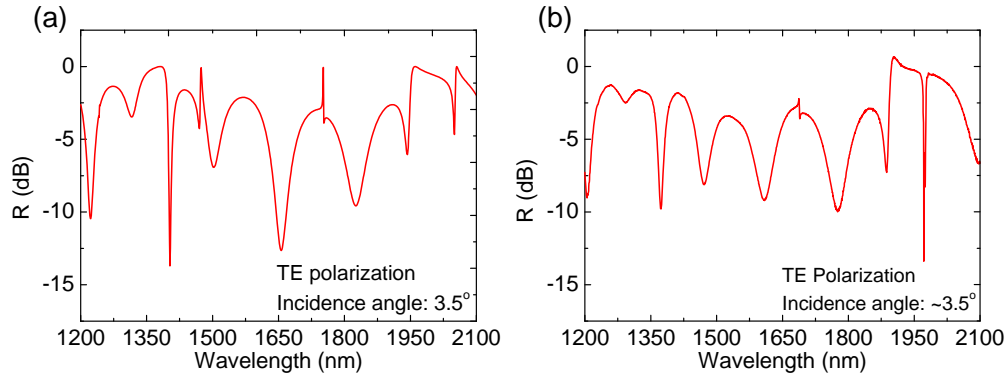 (a)
0
-5
-10
-15
R (dB)
TE polarization
Incidence angle: 3.5°
1200 1350 1500 1650 1800 1950 2100
Wavelength (nm)
(b)
0
-5
-10
-15
R (dB)
TE Polarization
Incidence angle: ~3.5°
1200 1350 1500 1650 1800 1950 2100
Wavelength (nm)